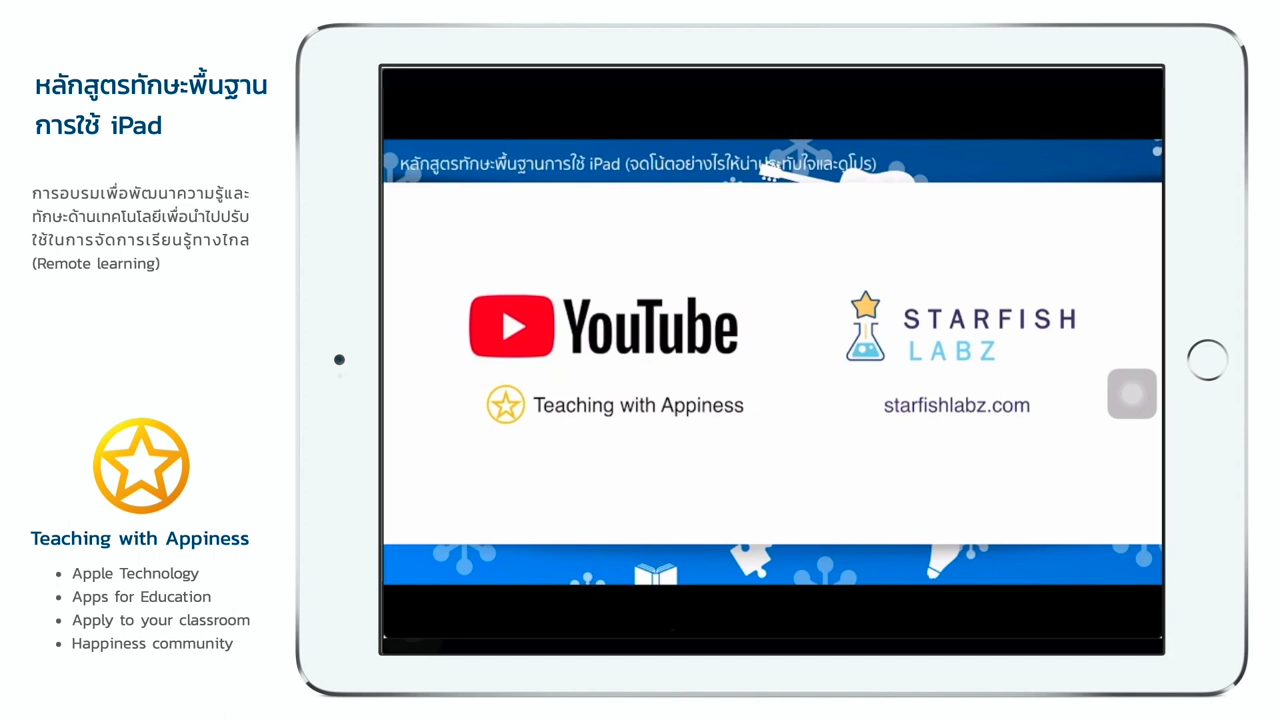 หลักสูตรทักษะพื้นฐาน
การใช้ iPad
การอบรมเพื่อพัฒนาความรู้และ
ทักษะด้านเทคโนโลยีเพื่อนำไปปรับ
ใช้ในการจัดการเรียนรู้ทางไกล
(Remote learning)
Teaching with Appiness
• Apple Technology
• Apps for Education
• Apply to your classroom
• Happiness community
หลักสูตรทักษะพื้นฐานการใช้ iPad (จดโน้ตอย่างไรให้น่าประทับใจและดูโปร)
YouTube
Teaching with Appiness
STARFISH
LABZ
starfishlabz.com